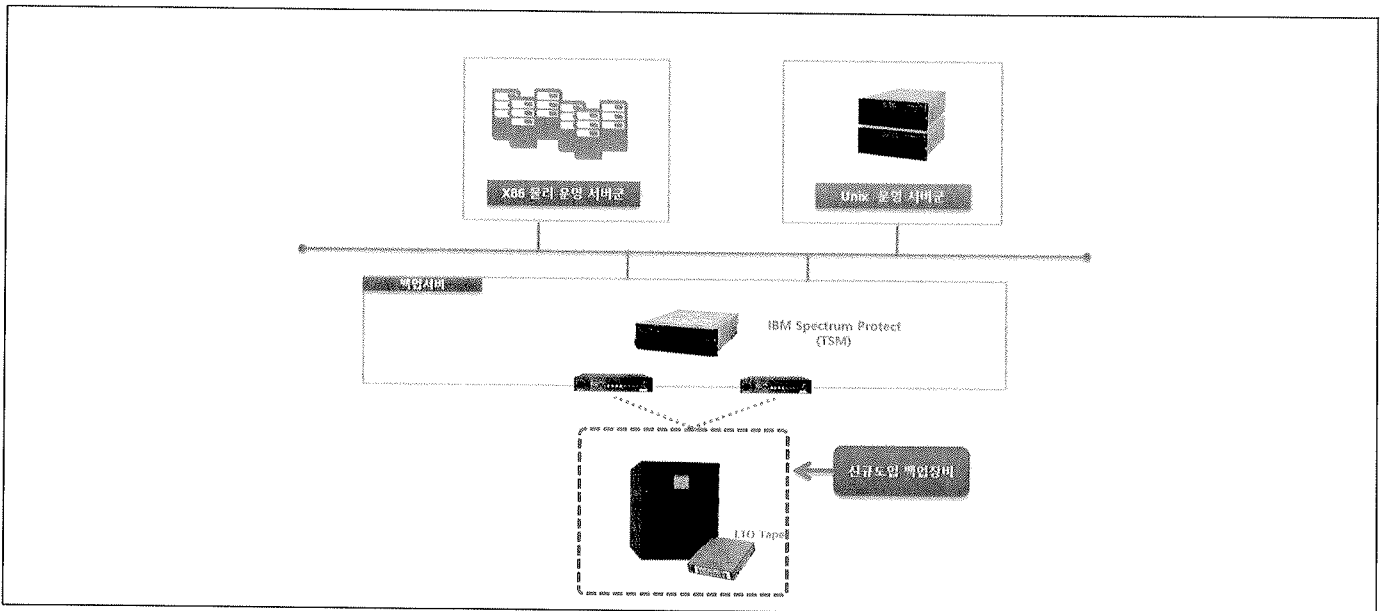 X86 물리 운영 서버군
Unix 운영 서버군
백업서버
IBM Spectrum Protect
(TSM)
신규도입 백업장비
LTO Tape